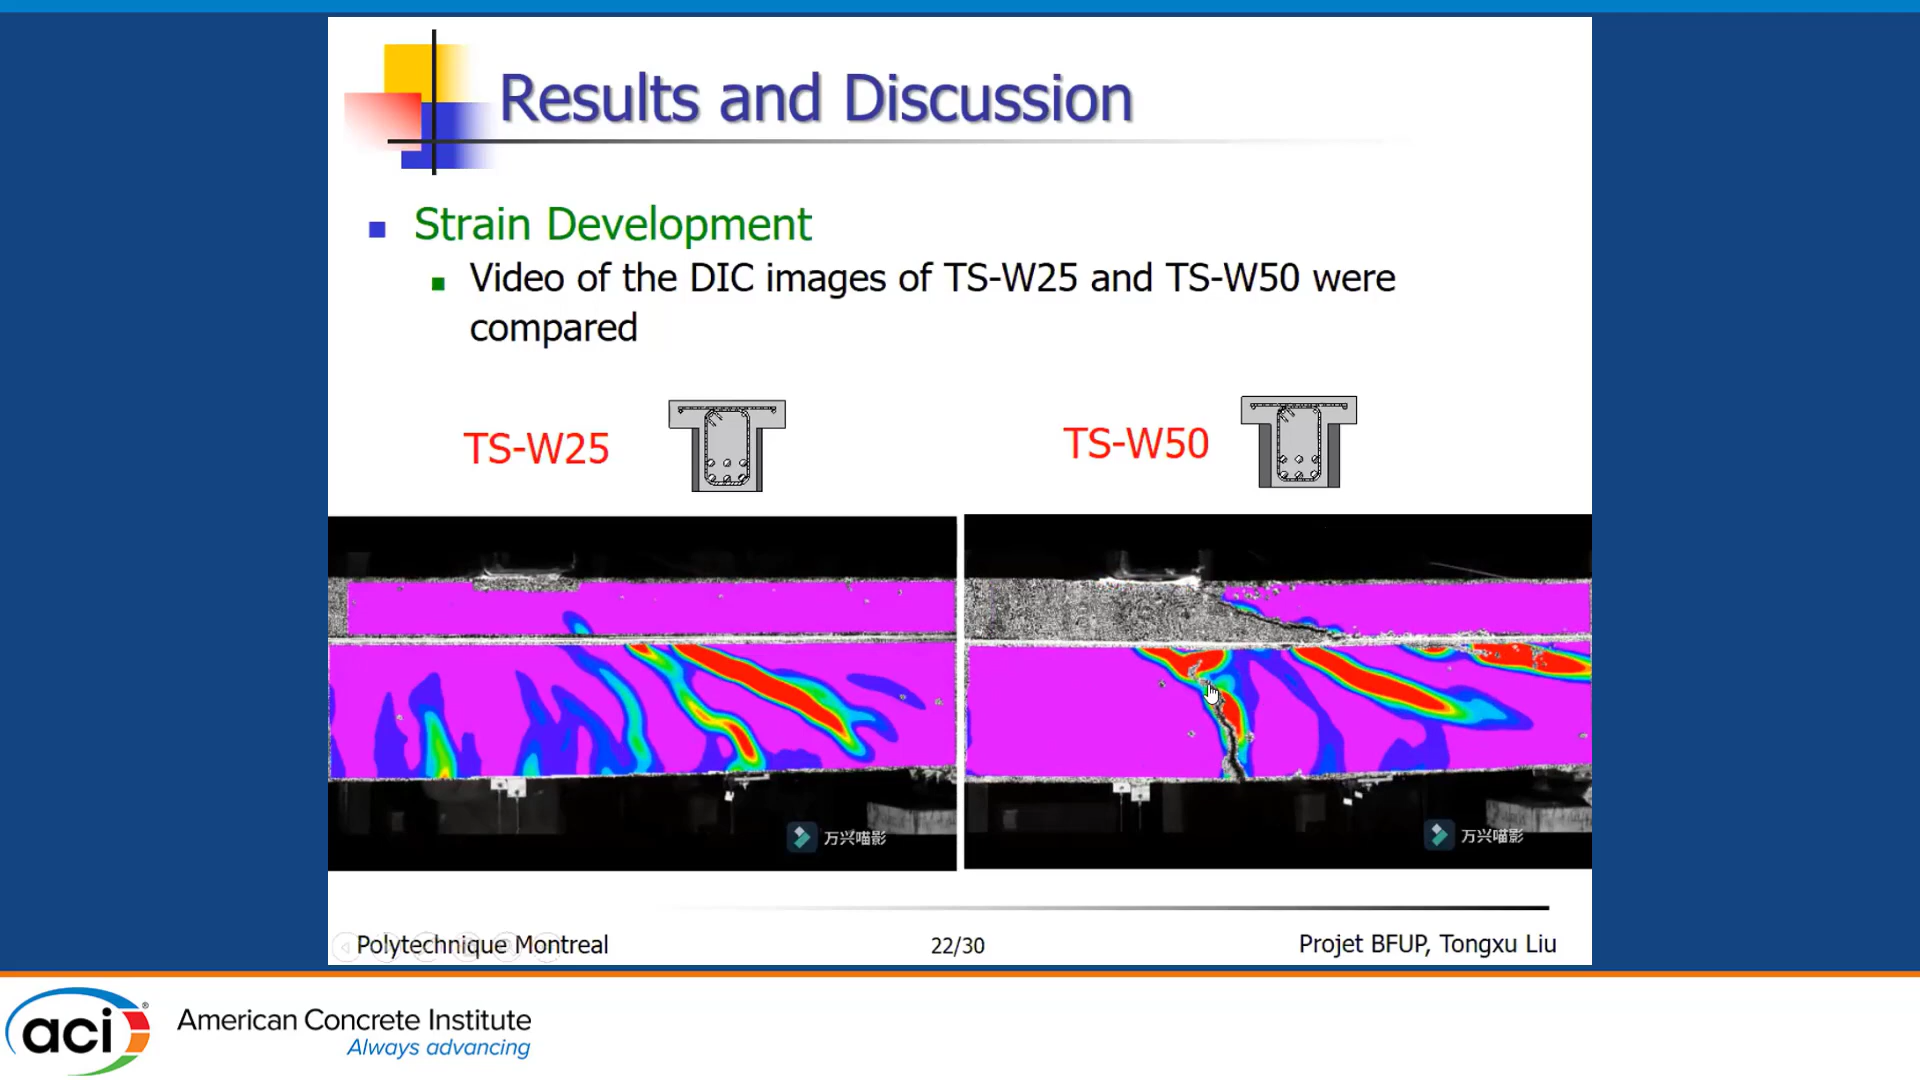 Results and Discussion
Strain Development
Video of the DIC images of TS-W25 and TS-W50 were
compared
TS-W25
TS-W50
万兴喵影
万兴喵影
Polytechnique Montreal
22/30
Projet BFUP, Tongxu Liu
aci®
American Concrete Institute
Always advancing